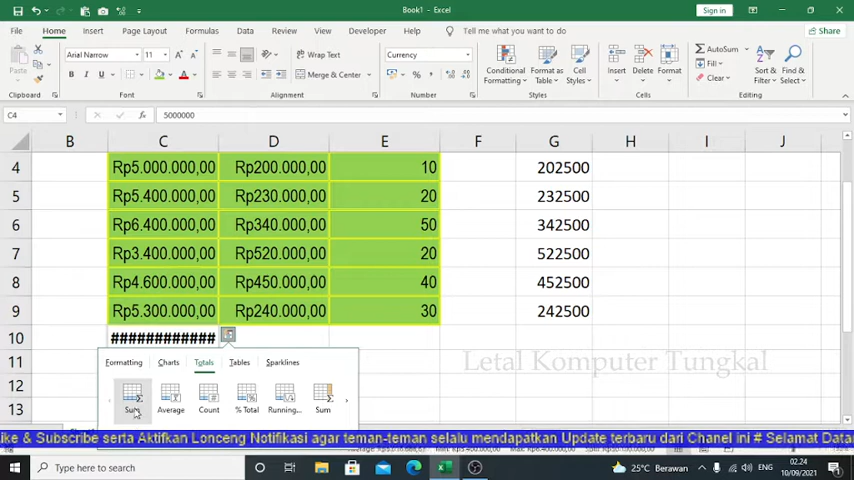 Book1 - Excel
Sign in
File Home Insert Page Layout Formulas Data Review View Help Tell me what you want to do Share
Arial Narrow 11 Wrap Text Currency AutoSum
Paste B I U Merge & Center Conditional Formatting Format as Table Cell Styles Insert Delete Format Fill Clear Sort & Filter Find & Select
Clipboard Font Alignment Number Styles Cells Editing
C4 fx 5000000
B C D E F G H I J
4 Rp5.000.000,00 Rp200.000,00 10 202500
5 Rp5.400.000,00 Rp230.000,00 20 232500
6 Rp6.400.000,00 Rp340.000,00 50 342500
7 Rp3.400.000,00 Rp520.000,00 20 522500
8 Rp4.600.000,00 Rp450.000,00 40 452500
9 Rp5.300.000,00 Rp240.000,00 30 242500
10 ############
11 Letal Komputer Tungkal
12
13
Formatting Charts Totals Tables Sparklines
Sum Average Count % Total Running... Sum
ike & Subscribe serta Aktifkan Lonceng Notifikasi agar teman-teman selalu mendapatkan Update terbaru dari Chanel ini # Selamat Data
Type here to search
25°C Berawan ENG 02.24 10/09/2021